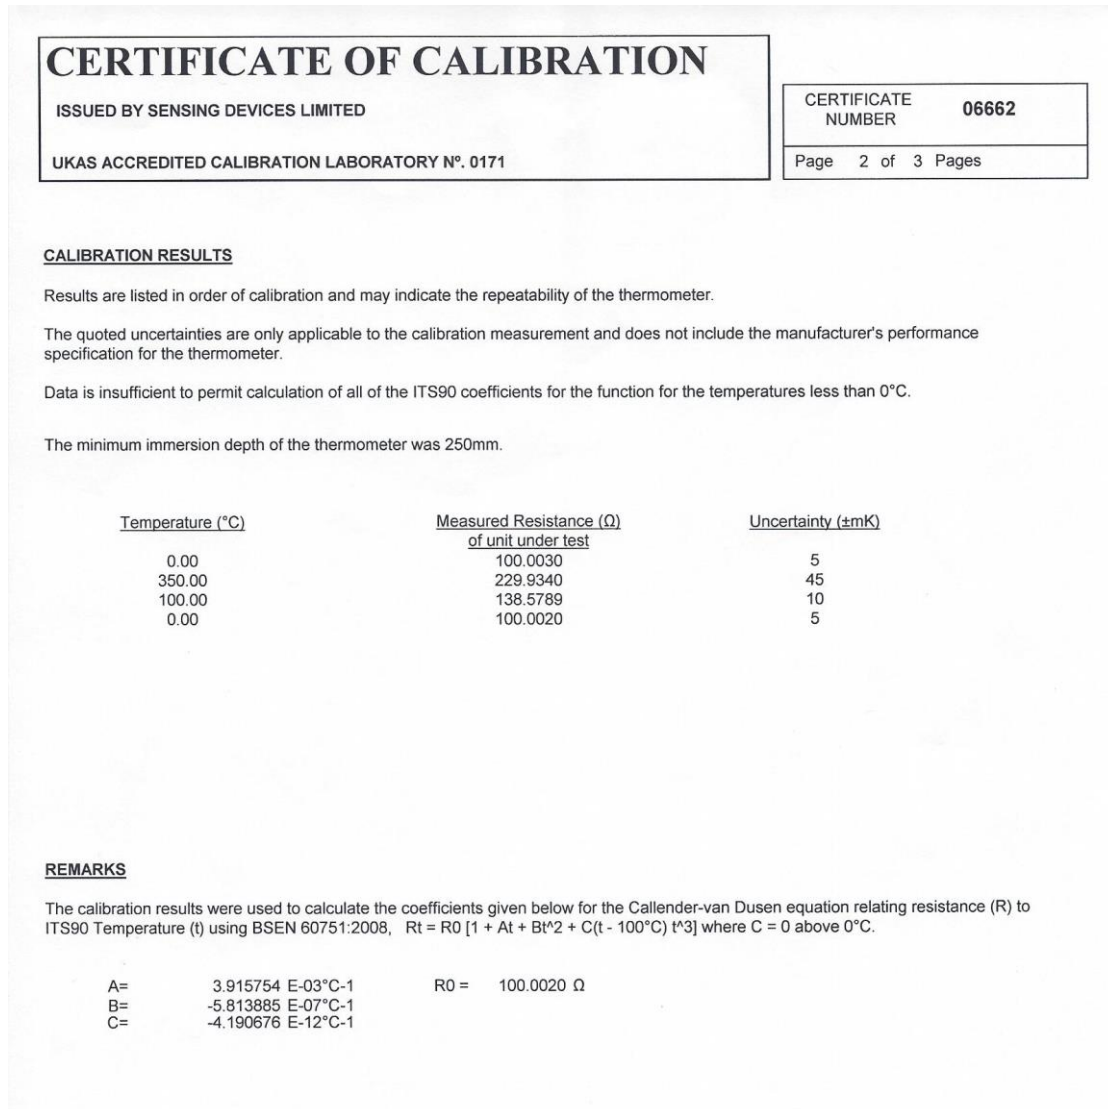 CERTIFICATE OF CALIBRATION
ISSUED BY SENSING DEVICES LIMITED
UKAS ACCREDITED CALIBRATION LABORATORY Nº. 0171
CERTIFICATE NUMBER 06662
Page 2 of 3 Pages
CALIBRATION RESULTS
Results are listed in order of calibration and may indicate the repeatability of the thermometer.
The quoted uncertainties are only applicable to the calibration measurement and does not include the manufacturer's performance
specification for the thermometer.
Data is insufficient to permit calculation of all of the ITS90 coefficients for the function for the temperatures less than 0°C.
The minimum immersion depth of the thermometer was 250mm.
Temperature (°C) Measured Resistance (Ω) Uncertainty (±mK)
of unit under test
0.00 100.0030 5
350.00 229.9340 45
100.00 138.5789 10
0.00 100.0020 5
REMARKS
The calibration results were used to calculate the coefficients given below for the Callender-van Dusen equation relating resistance (R) to
ITS90 Temperature (t) using BSEN 60751:2008, Rt = R0 [1 + At + Bt^2 + C(t - 100°C) t^3] where C = 0 above 0°C.
A= 3.915754 E-03°C-1 R0 = 100.0020 Ω
B= -5.813885 E-07°C-1
C= -4.190676 E-12°C-1